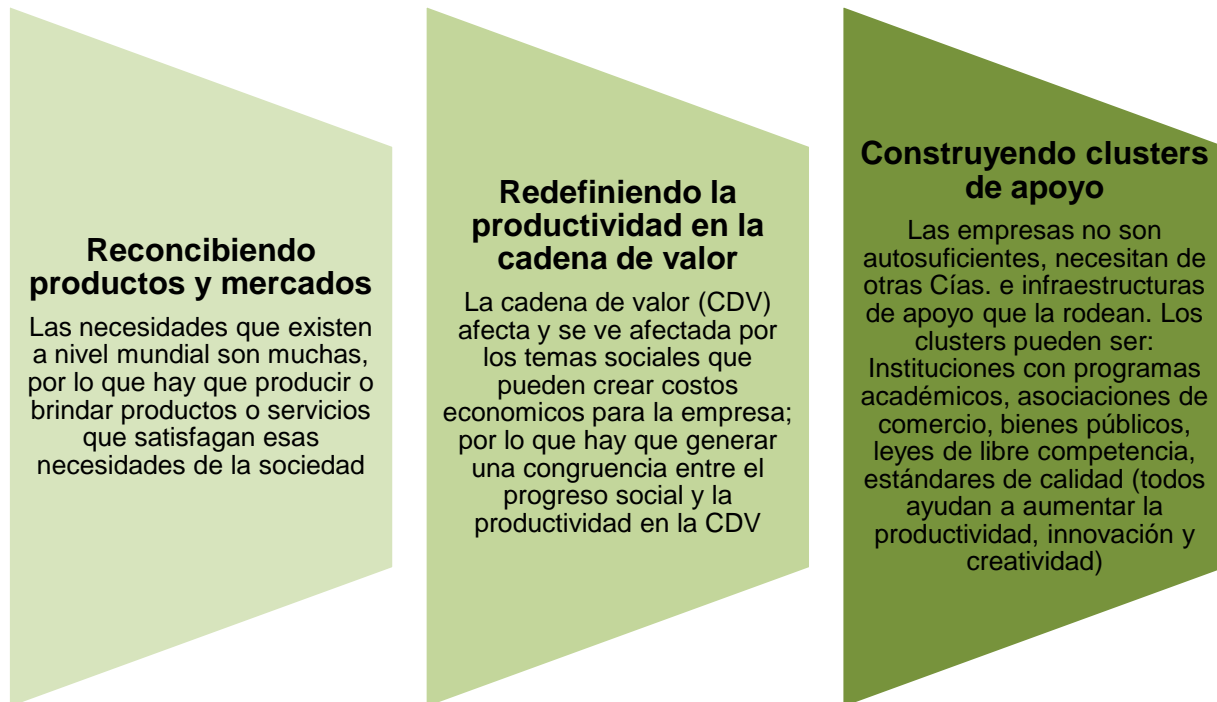 Reconcibiendo
productos y mercados
Las necesidades que existen
a nivel mundial son muchas,
por lo que hay que producir o
brindar productos o servicios
que satisfagan esas
necesidades de la sociedad
Redefiniendo la
productividad en la
cadena de valor
La cadena de valor (CDV)
afecta y se ve afectada por
los temas sociales que
pueden crear costos
economicos para la empresa;
por lo que hay que generar
una congruencia entre el
progreso social y la
productividad en la CDV
Construyendo clusters
de apoyo
Las empresas no son
autosuficientes, necesitan de
otras Cías. e infraestructuras
de apoyo que la rodean. Los
clusters pueden ser:
Instituciones con programas
académicos, asociaciones de
comercio, bienes públicos,
leyes de libre competencia,
estándares de calidad (todos
ayudan a aumentar la
productividad, innovación y
creatividad)